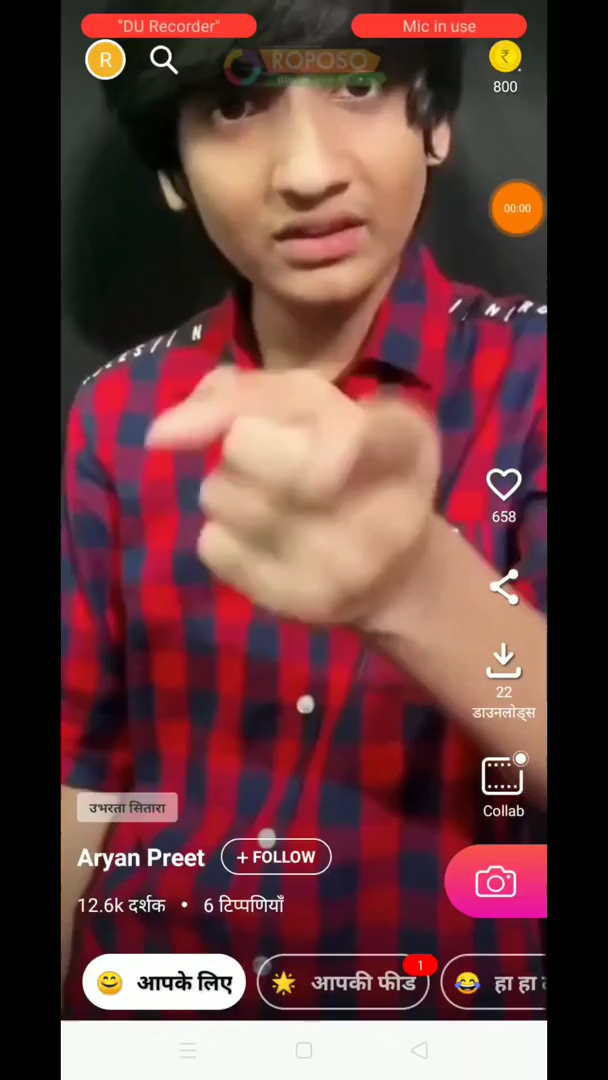 "DU Recorder"
Mic in use
R
ROPOSO
800
00:00
658
22
डाउनलोड्स
Collab
उभरता सितारा
Aryan Preet
+ FOLLOW
12.6k दर्शक • 6 टिप्पणियाँ
आपके लिए
आपकी फीड
1
हा हा